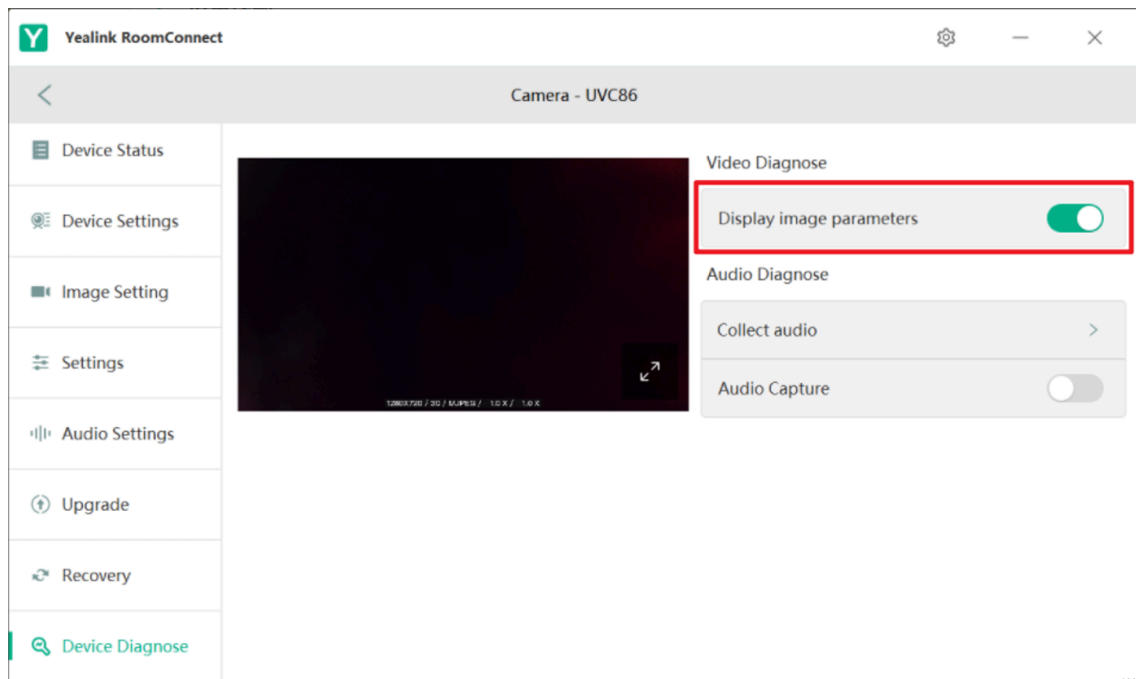 Yealink RoomConnect
Camera - UVC86
Device Status
Device Settings
Image Setting
Settings
Audio Settings
Upgrade
Recovery
Device Diagnose
1280X720 / 30 / MJPEG / 1.0 X / 1.0 X
Video Diagnose
Display image parameters
Audio Diagnose
Collect audio
Audio Capture